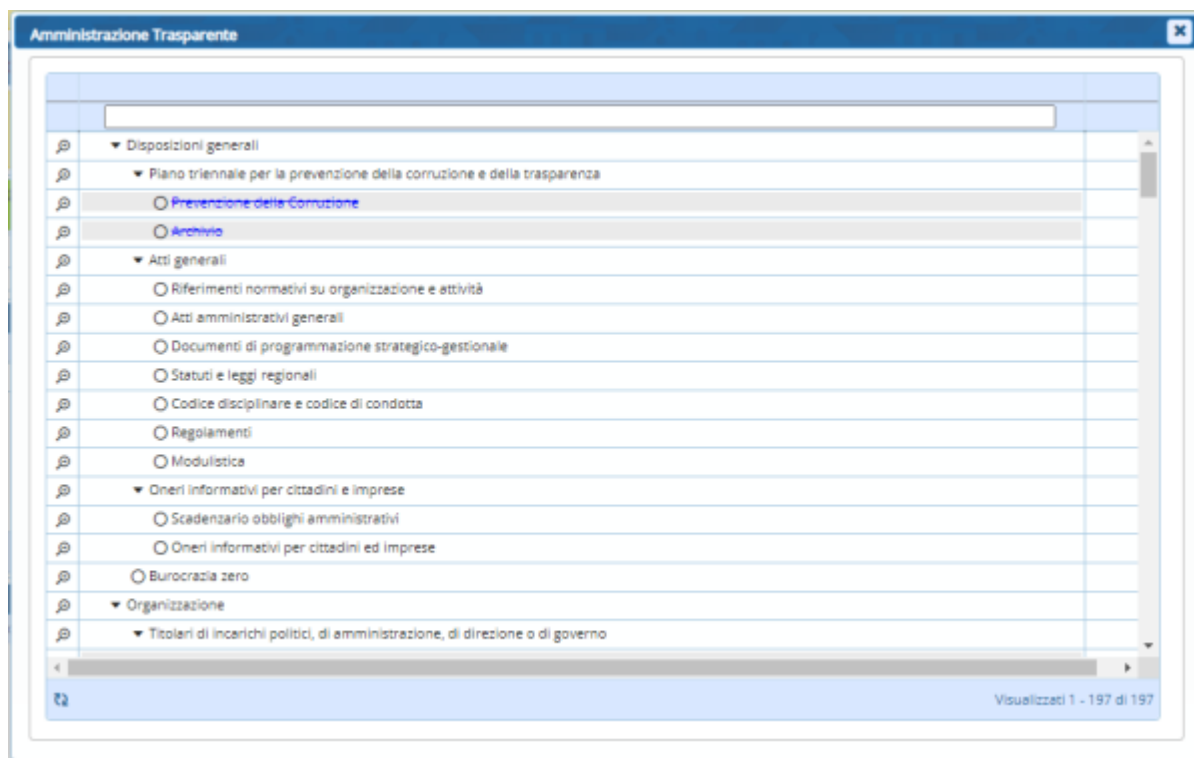 Amministrazione Trasparente
Disposizioni generali
Piano triennale per la prevenzione della corruzione e della trasparenza
Prevenzione della Corruzione
Archivio
Atti generali
Riferimenti normativi su organizzazione e attività
Atti amministrativi generali
Documenti di programmazione strategico-gestionale
Statuti e leggi regionali
Codice disciplinare e codice di condotta
Regolamenti
Modulistica
Oneri informativi per cittadini e imprese
Scadenzario obblighi amministrativi
Oneri informativi per cittadini ed imprese
Burocrazia zero
Organizzazione
Titolari di incarichi politici, di amministrazione, di direzione o di governo
Visualizzati 1 - 197 di 197